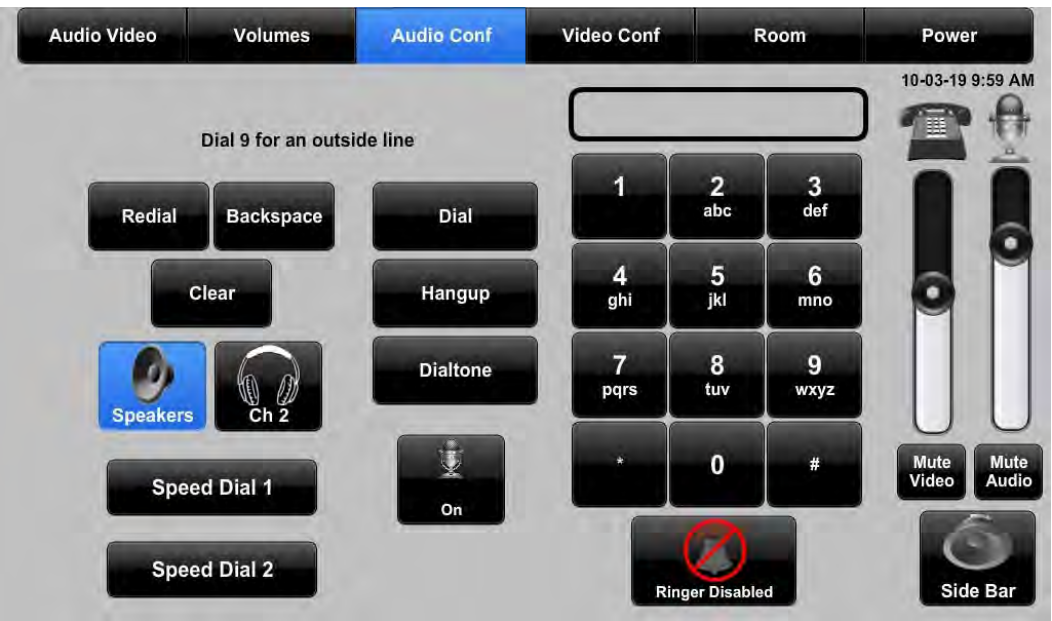 Audio Video
Volumes
Audio Conf
Video Conf
Room
Power
10-03-19 9:59 AM
Dial 9 for an outside line
Redial
Backspace
Clear
Speakers
Ch 2
Speed Dial 1
Speed Dial 2
Dial
Hangup
Dialtone
On
1
2
abc
3
def
4
ghi
5
jkl
6
mno
7
pqrs
8
tuv
9
wxyz
*
0
#
Ringer Disabled
Mute
Video
Mute
Audio
Side Bar